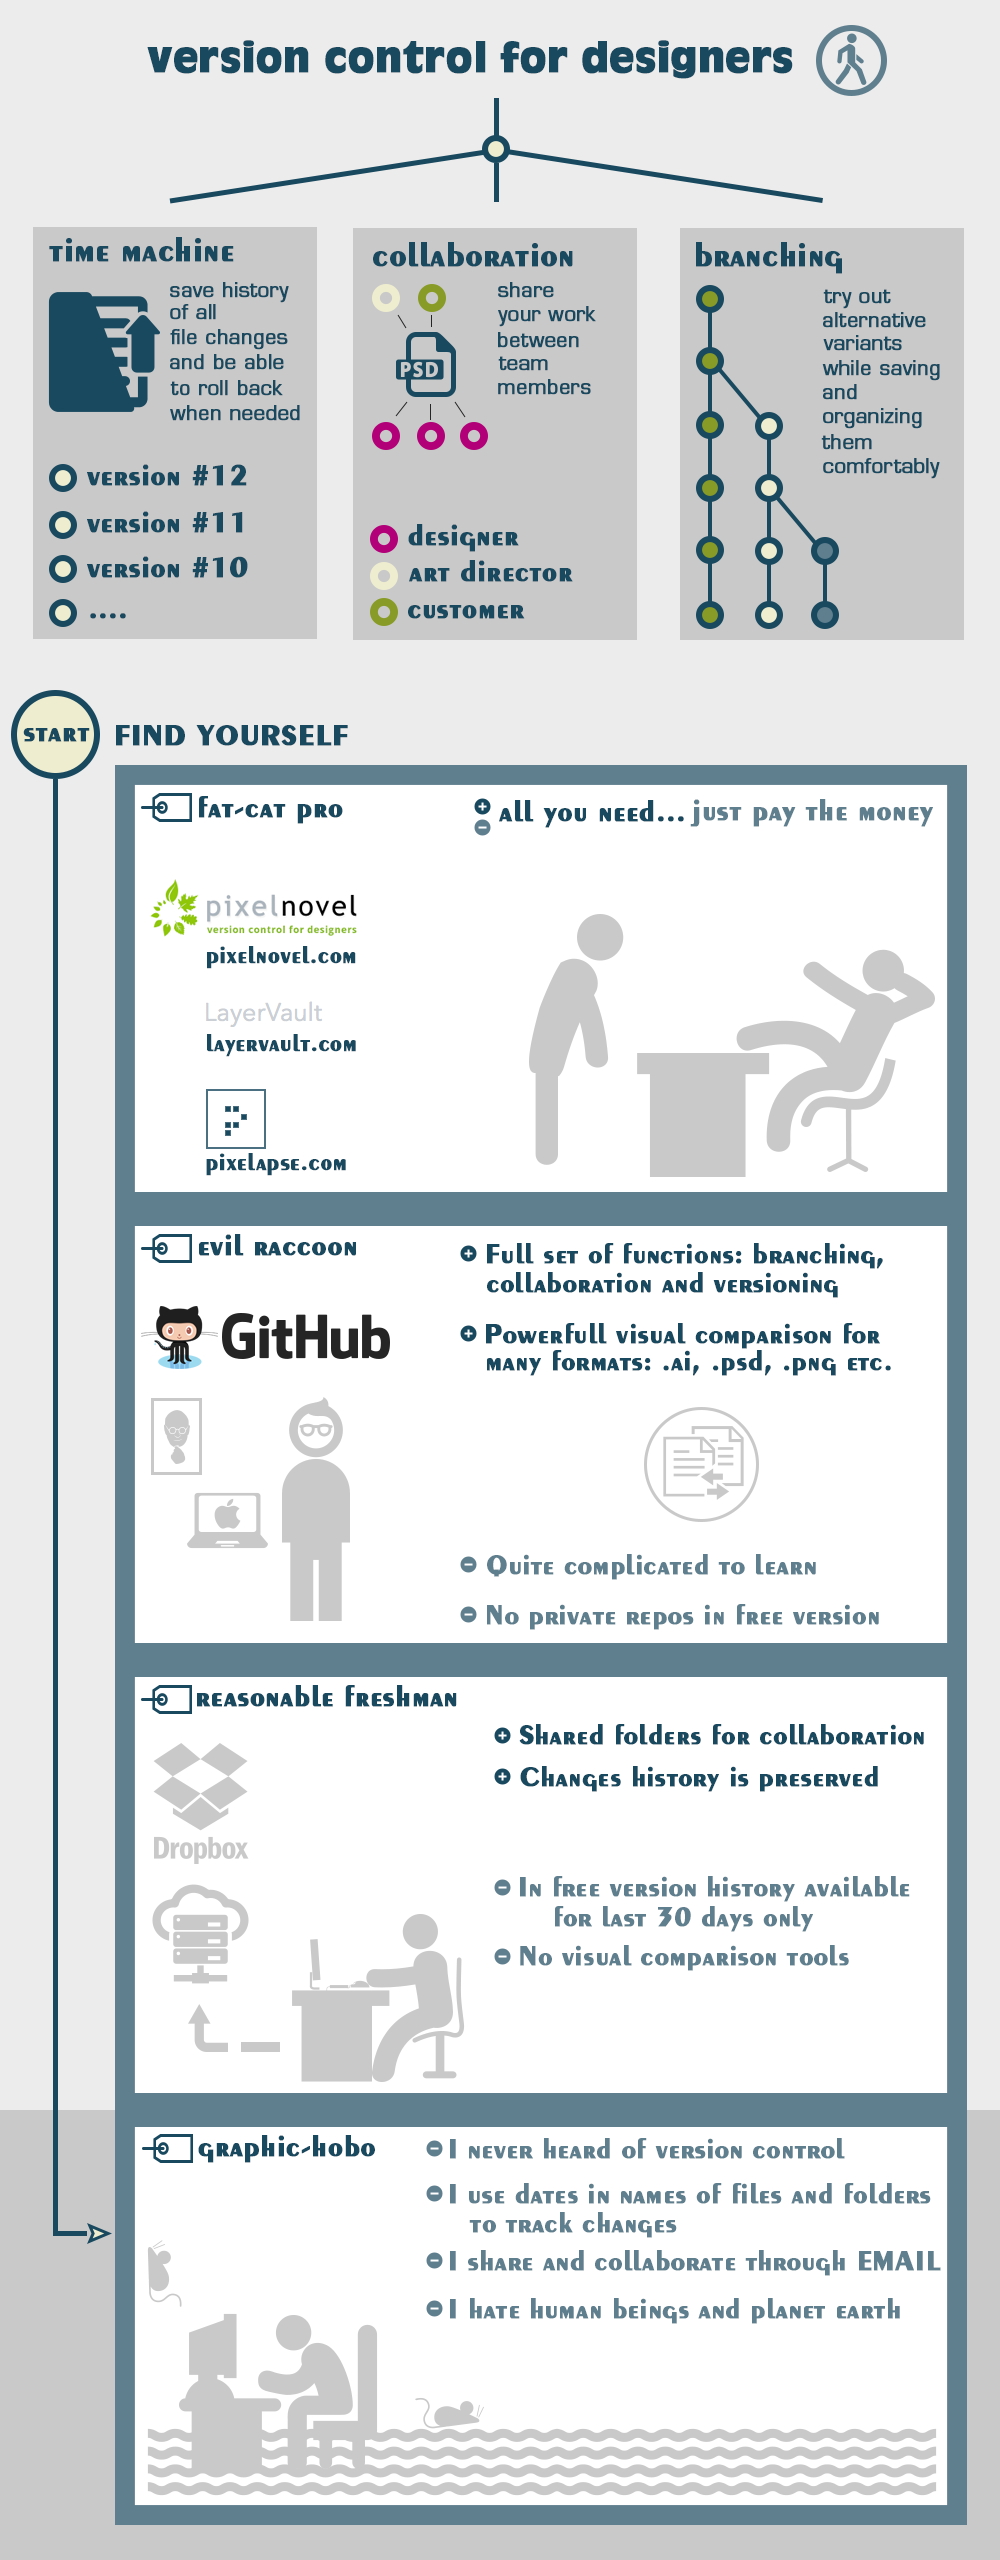 version control for designers
TIME MACHINE
save history
of all
file changes
and be able
to roll back
when needed
VERSION #12
VERSION #11
VERSION #10
....
COLLABORATION
share
your work
between
team
members
PSD
DESIGNER
ART DIRECTOR
CUSTOMER
BRANCHING
try out
alternative
variants
while saving
and
organizing
them
comfortably
START
FIND YOURSELF
FAT-CAT PRO
ALL YOU NEED... JUST PAY THE MONEY
pixelnovel
version control for designers
PIXELNOVEL.COM
LayerVault
LAYERVAULT.COM
PIXELAPSE.COM
EVIL RACCOON
GitHub
Full set of functions: branching,
collaboration and versioning
Powerfull visual comparison for
many formats: .ai, .psd, .png etc.
Quite complicated to learn
No private repos in free version
REASONABLE FRESHMAN
Dropbox
Shared folders for collaboration
Changes history is preserved
In free version history available
for last 30 days only
No visual comparison tools
GRAPHIC-HOBO
I never heard of version control
I use dates in names of files and folders
to track changes
I share and collaborate through EMAIL
I hate human beings and planet earth